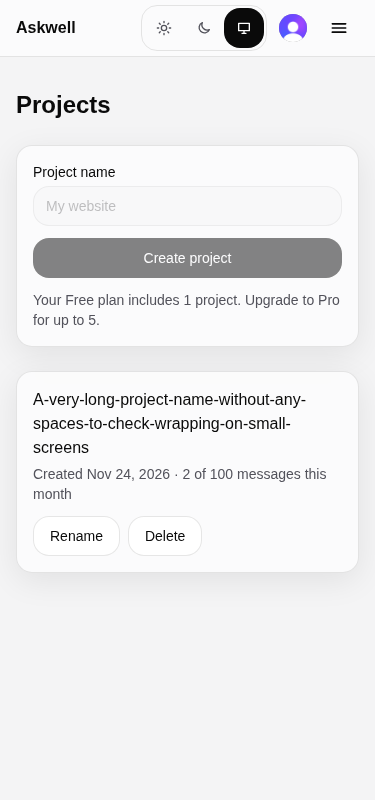 Askwell
Projects
Project name
My website
Create project
Your Free plan includes 1 project. Upgrade to Pro
for up to 5.
A-very-long-project-name-without-any-
spaces-to-check-wrapping-on-small-
screens
Created Nov 24, 2026 · 2 of 100 messages this
month
Rename
Delete